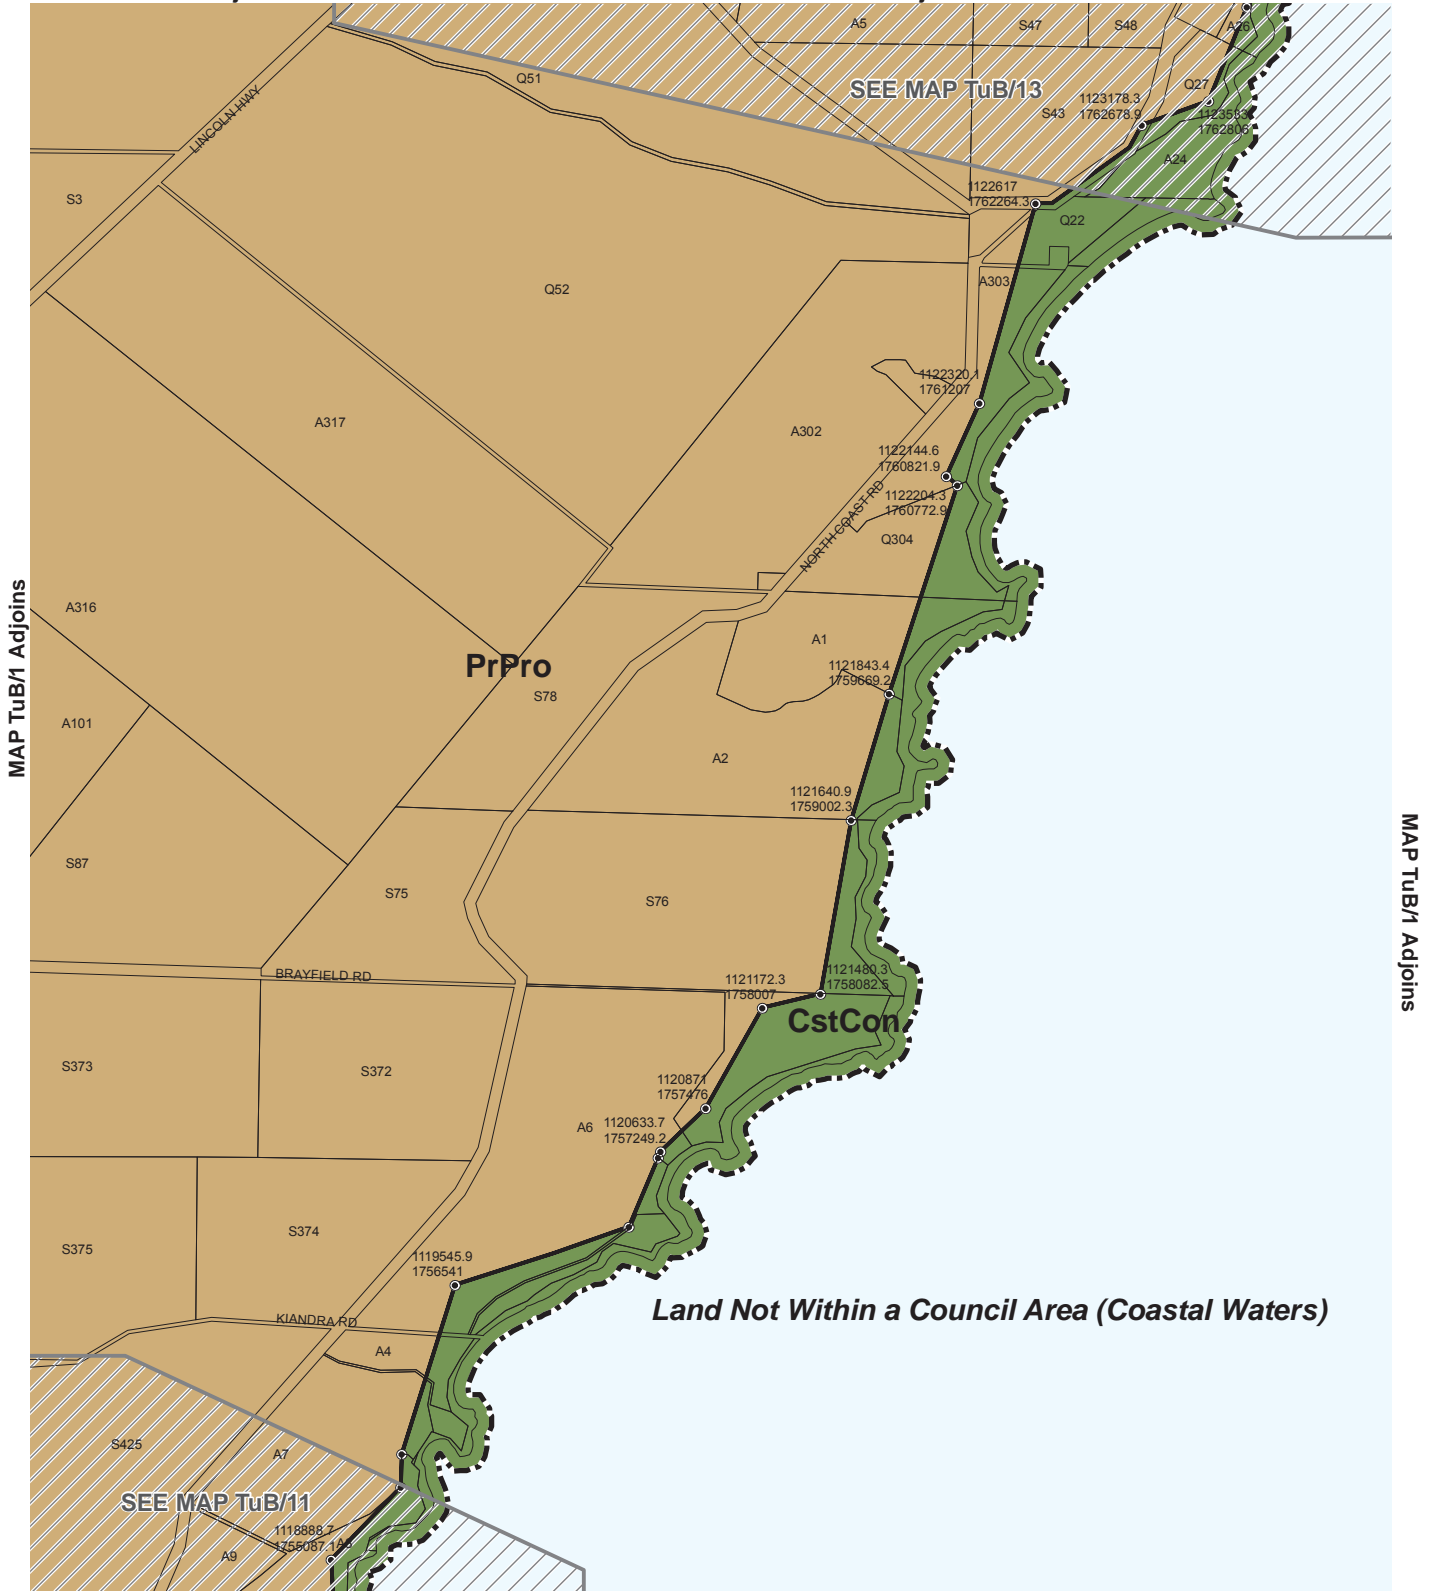 A5
S47
S48
A26
Q51
SEE MAP TuB/13
Q27
S43
1123178.3
1762678.9
1762806
LINCOLN HWY
A24
S3
1122617
1762264.3
Q22
A303
Q52
1122320.1
1761207
A317
A302
1122144.6
1760821.9
1122204.3
1760772.9
NORTH COAST RD
Q304
MAP TuB/1 Adjoins
A316
A1
PrPro
1121843.4
1759669.2
S78
A101
A2
1121640.9
1759002.3
MAP TuB/1 Adjoins
S87
S75
S76
BRAYFIELD RD
1121172.3
1758007
1121480.3
1758082.5
CstCon
S373
S372
1120871
1757476
A6
1120633.7
1757249.2
S374
S375
1119545.9
1756541
Land Not Within a Council Area (Coastal Waters)
KIANDRA RD
A4
S425
A7
SEE MAP TuB/11
1118888.7
1755087.1
A9